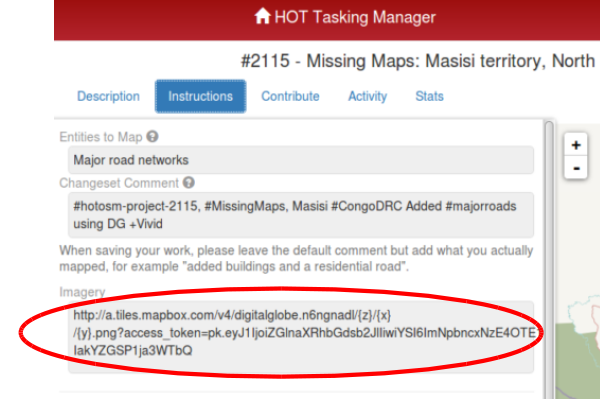 HOT Tasking Manager
#2115 - Missing Maps: Masisi territory, North
Description Instructions Contribute Activity Stats
Entities to Map ?
Major road networks
Changeset Comment ?
#hotosm-project-2115, #MissingMaps, Masisi #CongoDRC Added #majorroads
using DG +Vivid
When saving your work, please leave the default comment but add what you actually
mapped, for example "added buildings and a residential road".
Imagery
http://a.tiles.mapbox.com/v4/digitalglobe.n6ngnadl/{z}/{x}
/{y}.png?access_token=pk.eyJ1IjoiZGlnaXRhbGdsb2JlIiwiYSI6ImNpbncxNzE4OTE
IakYZGSP1ja3WTbQ
+
-